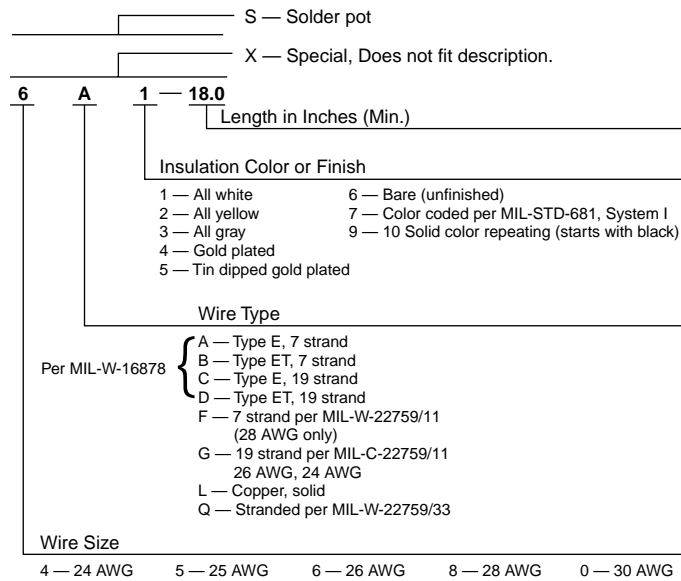 S — Solder pot
X — Special, Does not fit description.
6 A 1 — 18.0
Length in Inches (Min.)
Insulation Color or Finish
1 — All white
2 — All yellow
3 — All gray
4 — Gold plated
5 — Tin dipped gold plated
6 — Bare (unfinished)
7 — Color coded per MIL-STD-681, System I
9 — 10 Solid color repeating (starts with black)
Wire Type
Per MIL-W-16878
A — Type E, 7 strand
B — Type ET, 7 strand
C — Type E, 19 strand
D — Type ET, 19 strand
F — 7 strand per MIL-W-22759/11
(28 AWG only)
G — 19 strand per MIL-C-22759/11
26 AWG, 24 AWG
L — Copper, solid
Q — Stranded per MIL-W-22759/33
Wire Size
4 — 24 AWG 5 — 25 AWG 6 — 26 AWG 8 — 28 AWG 0 — 30 AWG